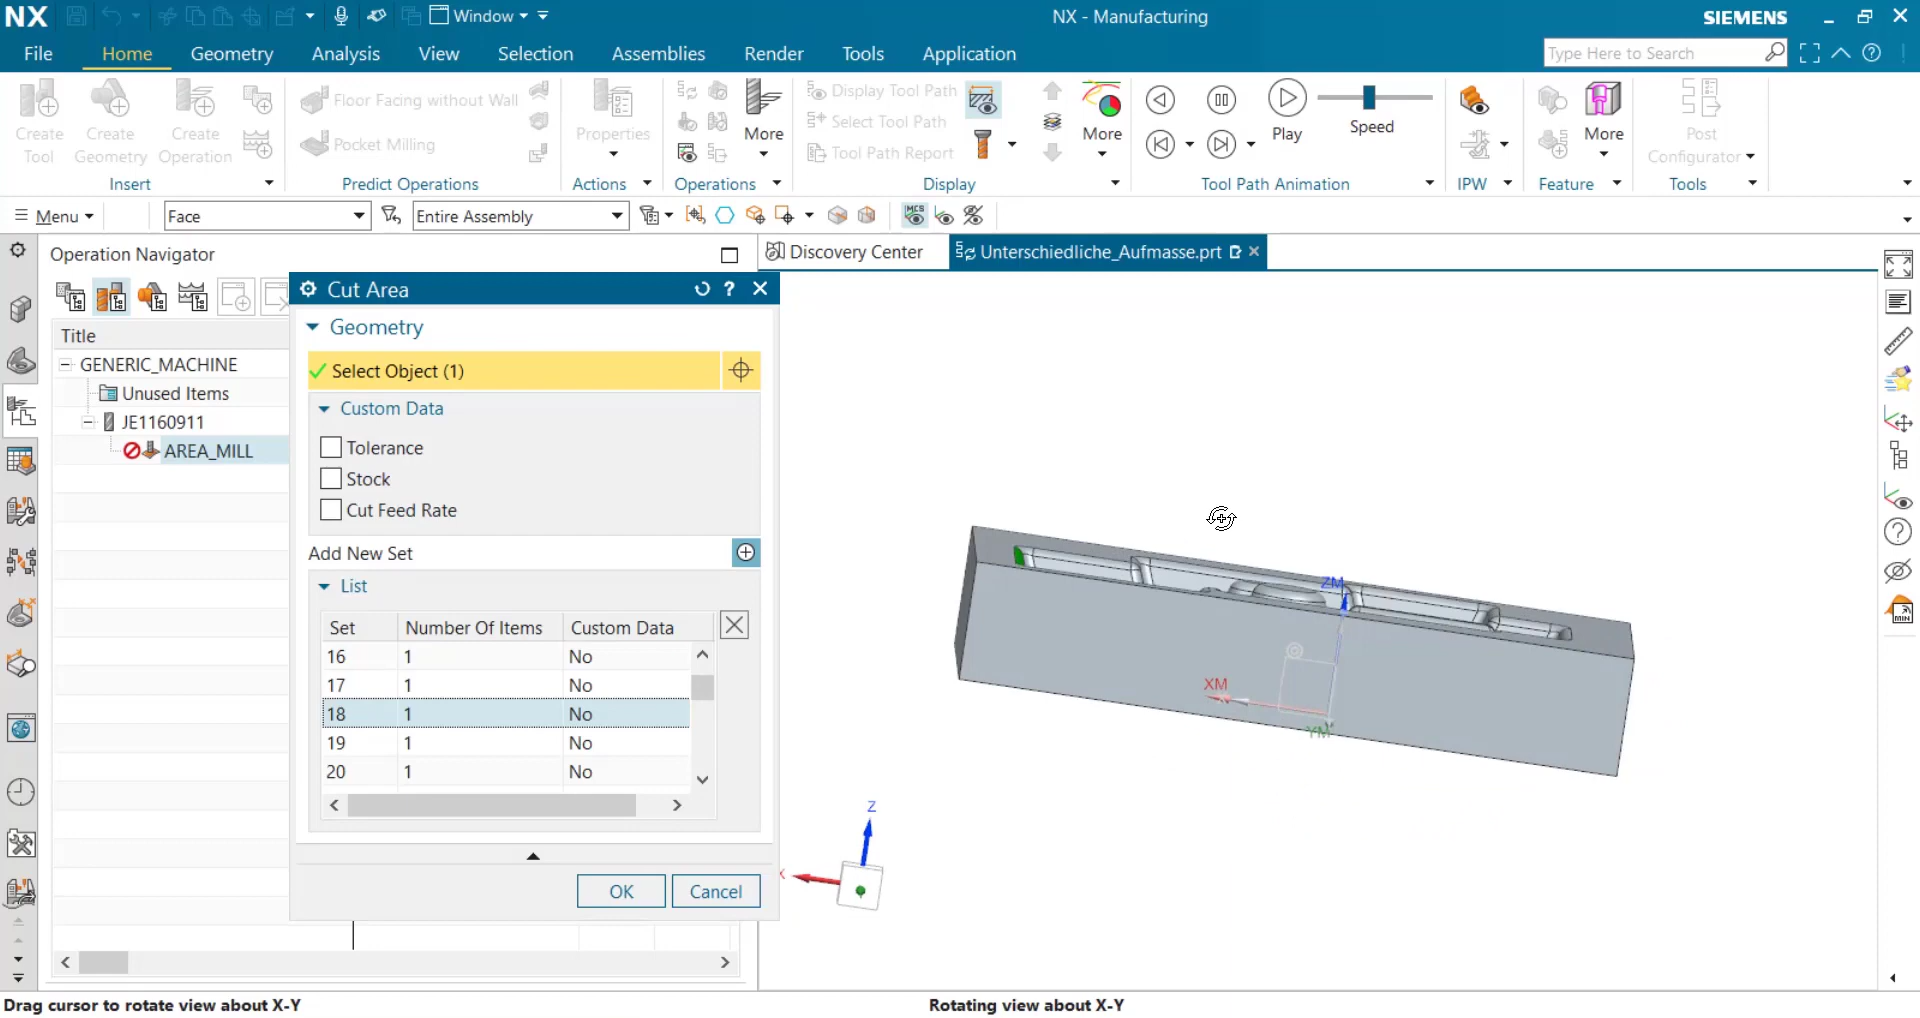 NX
Window
NX - Manufacturing
SIEMENS
File Home Geometry Analysis View Selection Assemblies Render Tools Application
Type Here to Search
Create Tool
Create Geometry
Create Operation
Insert
Floor Facing without Wall
Pocket Milling
Predict Operations
Properties
Actions
More
Operations
Display Tool Path
Select Tool Path
Tool Path Report
More
Display
Play
Speed
Tool Path Animation
IPW
More
Feature
Post Configurator
Tools
Menu
Face
Entire Assembly
MCS
Operation Navigator
Discovery Center
Unterschiedliche_Aufmasse.prt
Title
GENERIC_MACHINE
Unused Items
JE1160911
AREA_MILL
Cut Area
Geometry
Select Object (1)
Custom Data
Tolerance
Stock
Cut Feed Rate
Add New Set
List
Set Number Of Items Custom Data
16 1 No
17 1 No
18 1 No
19 1 No
20 1 No
OK Cancel
ZM
XM
YM
Z
X
MIN
Drag cursor to rotate view about X-Y
Rotating view about X-Y